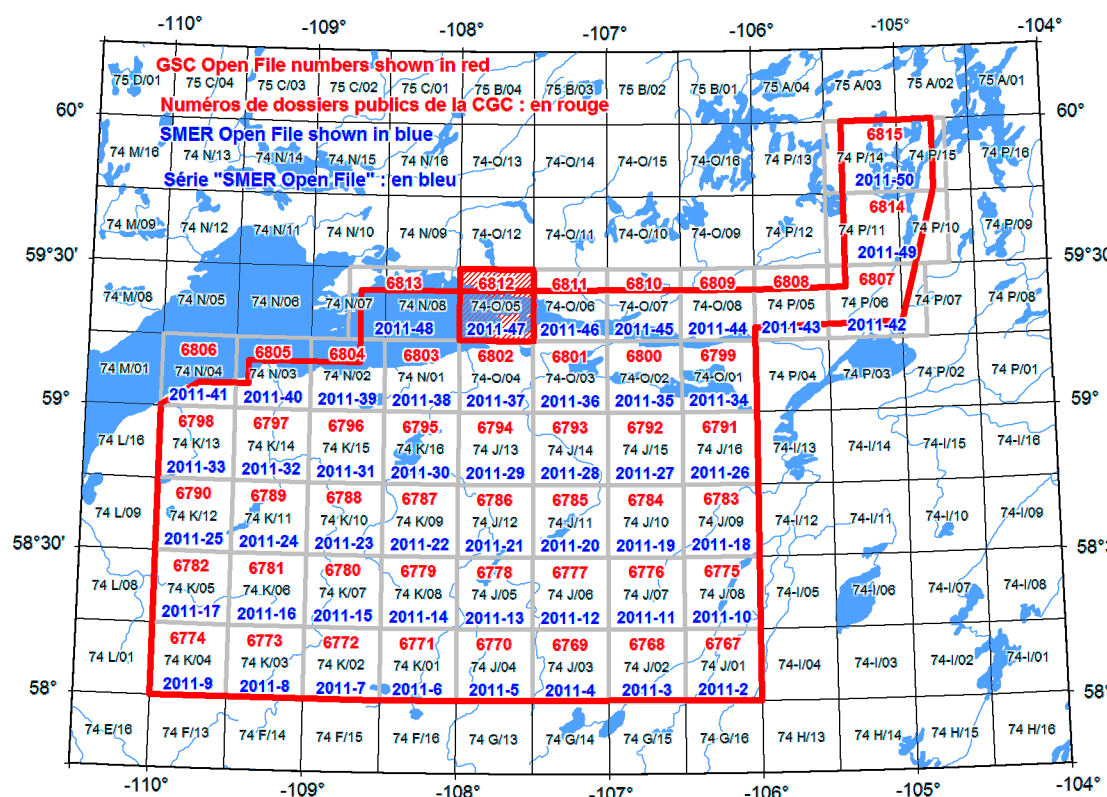 -110° -109° -108° -107° -106° -105° -104°
GSC Open File numbers shown in red
75 D/01 75 C/04 75 C/03 75 C/02 75 C/01 75 B/04 75 B/03 75 B/02 75 B/01 75 A/04 75 A/03 75 A/02 75 A/01
Numéros de dossiers publics de la CGC : en rouge
60° 60°
SMER Open File shown in blue
6815
74 M/16 74 N/13 74 N/14 74 N/15 74 N/16 74-O/13 74-O/14 74-O/15 74-O/16 74 P/13 74 P/14 74 P/15 74 P/16
Série "SMER Open File" : en bleu
2011-50
6814
74 M/09 74 N/12 74 N/11 74 N/10 74 N/09 74-O/12 74-O/11 74-O/10 74-O/09 74 P/12 74 P/11 74 P/10 74 P/09
2011-49
59°30' 59°30'
6813 6812 6811 6810 6809 6808 6807
74 M/08 74 N/05 74 N/06 74 N/07 74 N/08 74-O/05 74-O/06 74-O/07 74-O/08 74 P/05 74 P/06 74 P/07 74 P/08
2011-48 2011-47 2011-46 2011-45 2011-44 2011-43 2011-42
6806 6805 6804 6803 6802 6801 6800 6799
74 M/01 74 N/04 74 N/03 74 N/02 74 N/01 74-O/04 74-O/03 74-O/02 74-O/01 74 P/04 74 P/03 74 P/02 74 P/01
2011-41 2011-40 2011-39 2011-38 2011-37 2011-36 2011-35 2011-34
59° 59°
6798 6797 6796 6795 6794 6793 6792 6791
74 L/16 74 K/13 74 K/14 74 K/15 74 K/16 74 J/13 74 J/14 74 J/15 74 J/16 74-I/13 74-I/14 74-I/15 74-I/16
2011-33 2011-32 2011-31 2011-30 2011-29 2011-28 2011-27 2011-26
6790 6789 6788 6787 6786 6785 6784 6783
74 L/09 74 K/12 74 K/11 74 K/10 74 K/09 74 J/12 74 J/11 74 J/10 74 J/09 74-I/12 74-I/11 74-I/10 74-I/09
2011-25 2011-24 2011-23 2011-22 2011-21 2011-20 2011-19 2011-18
58°30'
6782 6781 6780 6779 6778 6777 6776 6775
74 L/08 74 K/05 74 K/06 74 K/07 74 K/08 74 J/05 74 J/06 74 J/07 74 J/08 74-I/05 74-I/06 74-I/07 74-I/08
2011-17 2011-16 2011-15 2011-14 2011-13 2011-12 2011-11 2011-10
6774 6773 6772 6771 6770 6769 6768 6767
74 L/01 74 K/04 74 K/03 74 K/02 74 K/01 74 J/04 74 J/03 74 J/02 74 J/01 74-I/04 74-I/03 74-I/02 74-I/01
2011-9 2011-8 2011-7 2011-6 2011-5 2011-4 2011-3 2011-2
58° 58°
74 E/16 74 F/13 74 F/14 74 F/15 74 F/16 74 G/13 74 G/14 74 G/15 74 G/16 74 H/13 74 H/14 74 H/15 74 H/16
-110° -109° -108° -107° -106° -105° -104°